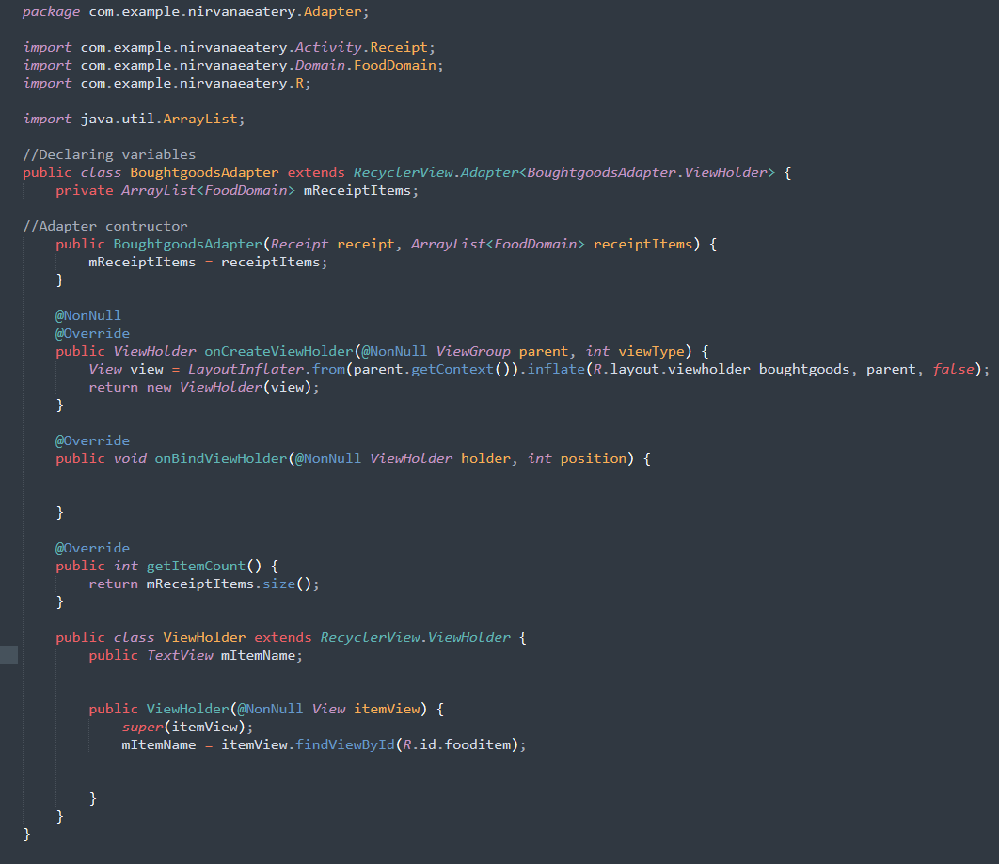 package com.example.nirvanaeatery.Adapter;
import com.example.nirvanaeatery.Activity.Receipt;
import com.example.nirvanaeatery.Domain.FoodDomain;
import com.example.nirvanaeatery.R;
import java.util.ArrayList;
//Declaring variables
public class BoughtgoodsAdapter extends RecyclerView.Adapter<BoughtgoodsAdapter.ViewHolder> {
    private ArrayList<FoodDomain> mReceiptItems;
//Adapter contructor
    public BoughtgoodsAdapter(Receipt receipt, ArrayList<FoodDomain> receiptItems) {
        mReceiptItems = receiptItems;
    }
    @NonNull
    @Override
    public ViewHolder onCreateViewHolder(@NonNull ViewGroup parent, int viewType) {
        View view = LayoutInflater.from(parent.getContext()).inflate(R.layout.viewholder_boughtgoods, parent, false);
        return new ViewHolder(view);
    }
    @Override
    public void onBindViewHolder(@NonNull ViewHolder holder, int position) {
    }
    @Override
    public int getItemCount() {
        return mReceiptItems.size();
    }
    public class ViewHolder extends RecyclerView.ViewHolder {
        public TextView mItemName;
        public ViewHolder(@NonNull View itemView) {
            super(itemView);
            mItemName = itemView.findViewById(R.id.fooditem);
        }
    }
}